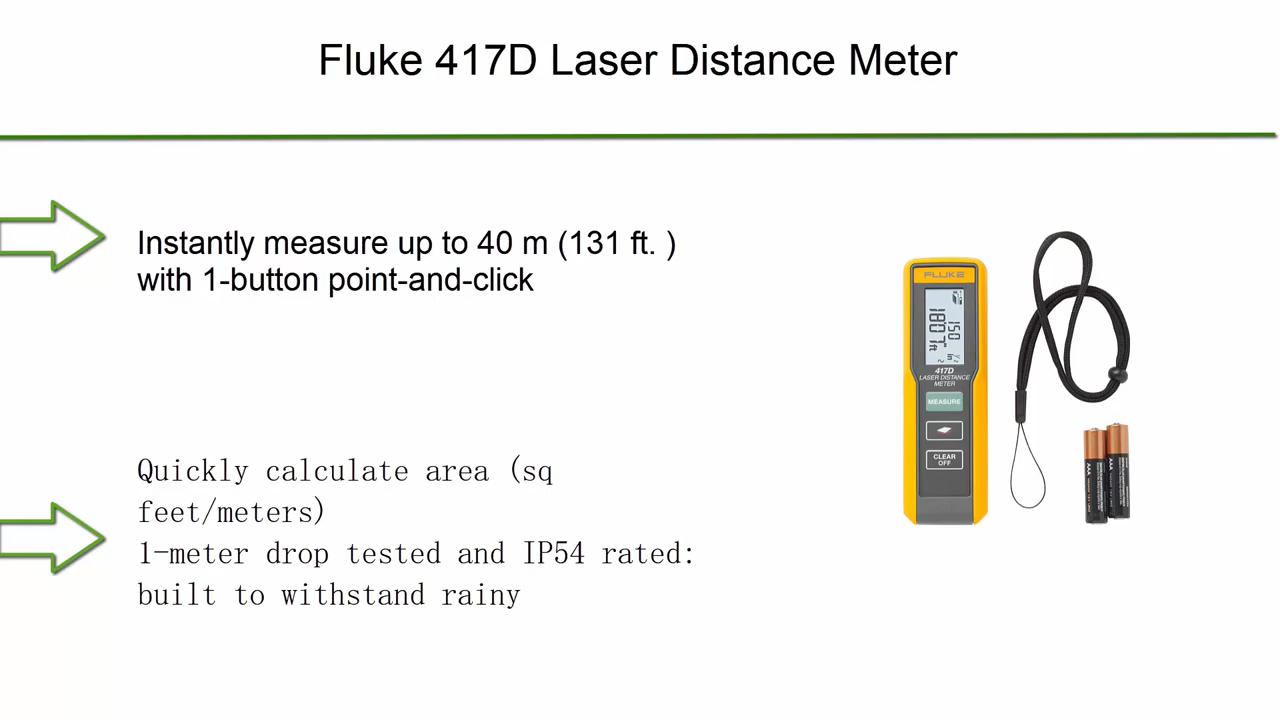 Fluke 417D Laser Distance Meter
Instantly measure up to 40 m (131 ft. )
with 1-button point-and-click
Quickly calculate area (sq
feet/meters)
1-meter drop tested and IP54 rated:
built to withstand rainy
FLUKE
417D
LASER DISTANCE
METER
MEASURE
CLEAR
OFF
AAA
AAA